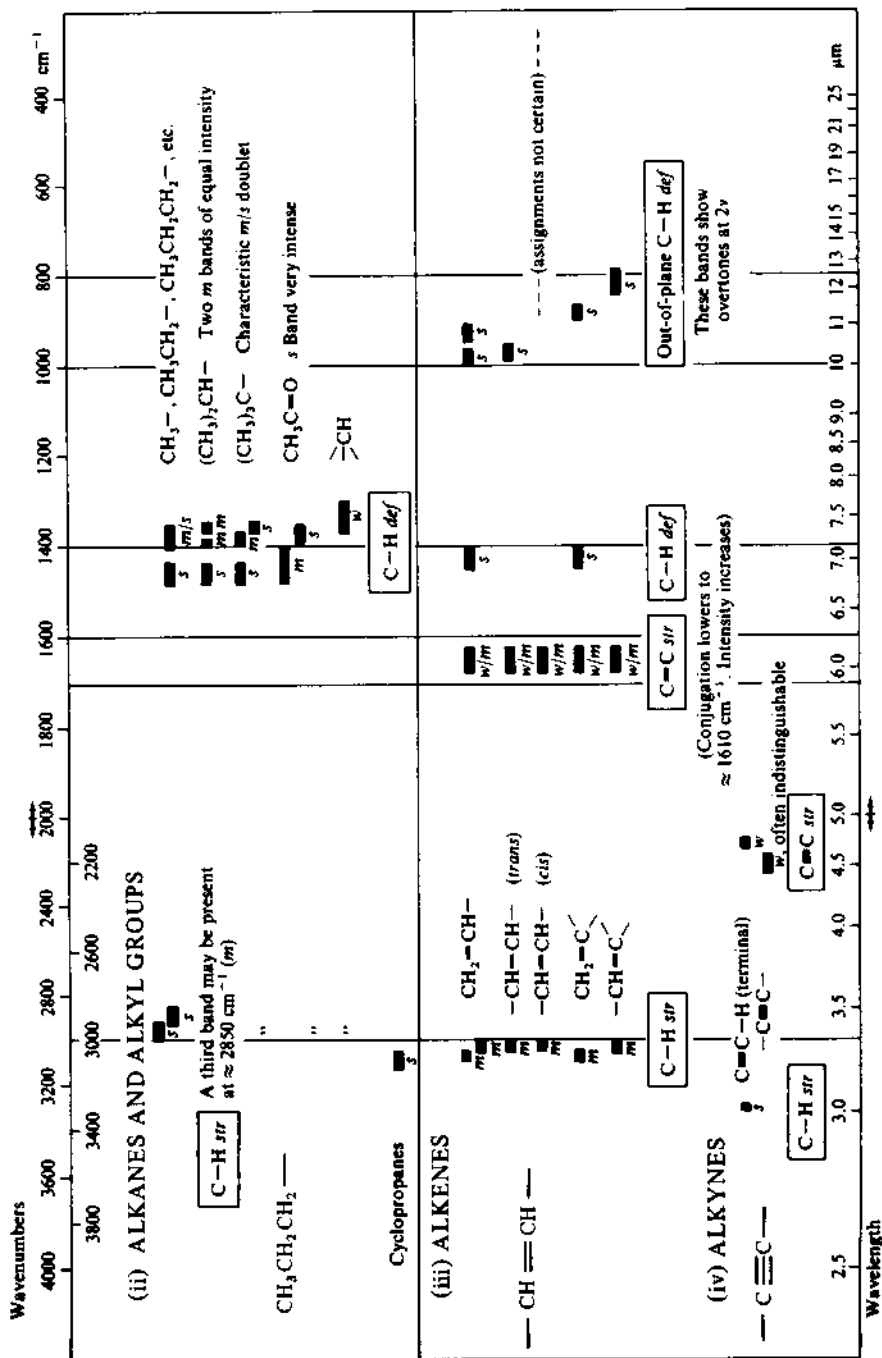 Wavenumbers
4000 3800 3600 3400 3200 3000 2800 2600 2400 2200 2000 1800 1600 1400 1200 1000 800 600 400 cm⁻¹
(ii) ALKANES AND ALKYL GROUPS
CH₃CH₂CH₂—
C—H str
A third band may be present
at ≈ 2850 cm⁻¹ (m)
s
s
”
”
”
Cyclopropanes
s
s m/s CH₃—, CH₃CH₂—, CH₃CH₂CH₂—, etc.
s m m (CH₃)₂CH— Two m bands of equal intensity
s m s (CH₃)₃C— Characteristic m/s doublet
m s CH₃C=O s Band very intense
w CH
C—H def
(iii) ALKENES
—CH=CH—
m m CH₂=CH— w/m s s s
m —CH=CH— (trans) w/m s
m —CH=CH— (cis) w/m --- (assignments not certain) ---
m CH₂=C w/m s s
m —CH=C w/m s
C—H str
C=C str
C—H def
Out-of-plane C—H def
(Conjugation lowers to
≈ 1610 cm⁻¹. Intensity increases)
These bands show
overtones at 2ν
(iv) ALKYNES
—C≡C—
s C≡C—H (terminal) w
—C≡C— w, often indistinguishable
C—H str
C≡C str
2.5 3.0 3.5 4.0 4.5 5.0 5.5 6.0 6.5 7.0 7.5 8.0 8.5 9.0 10 11 12 13 14 15 17 19 21 25 μm
Wavelength